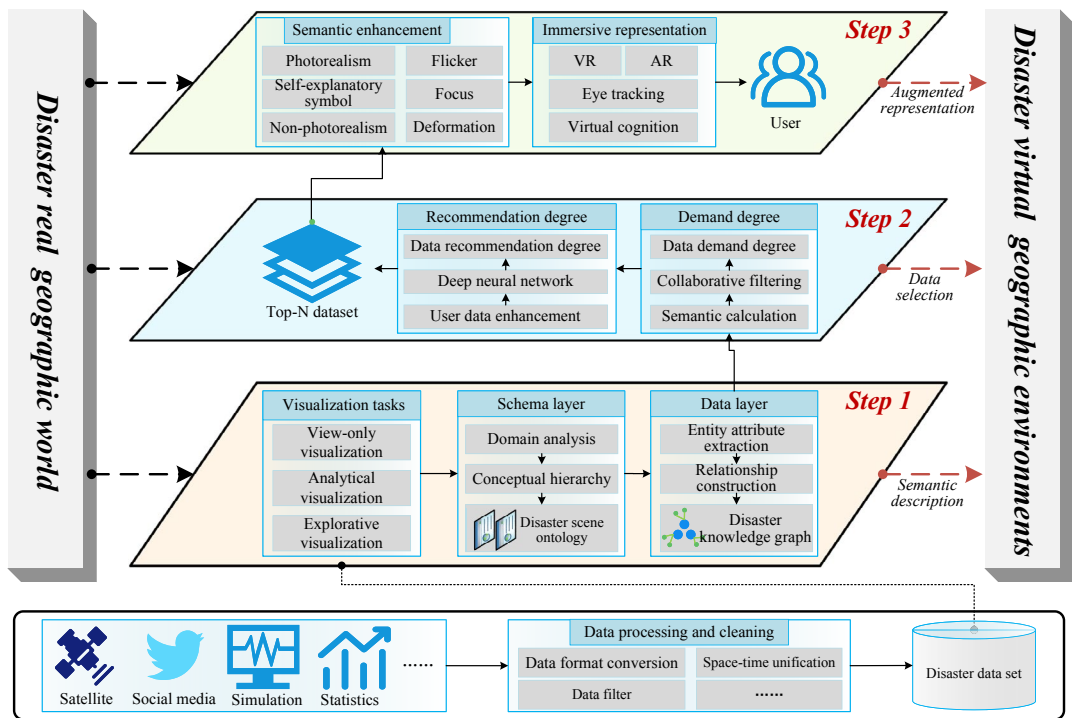 Disaster real geographic world
Step 3
Semantic enhancement
Photorealism
Flicker
Self-explanatory
symbol
Focus
Non-photorealism
Deformation
Immersive representation
VR
AR
Eye tracking
Virtual cognition
User
Augmented
representation
Step 2
Top-N dataset
Recommendation degree
Data recommendation degree
Deep neural network
User data enhancement
Demand degree
Data demand degree
Collaborative filtering
Semantic calculation
Data
selection
Step 1
Visualization tasks
View-only
visualization
Analytical
visualization
Explorative
visualization
Schema layer
Domain analysis
Conceptual hierarchy
Disaster scene
ontology
Data layer
Entity attribute
extraction
Relationship
construction
Disaster
knowledge graph
Semantic
description
Disaster virtual geographic environments
Satellite
Social media
Simulation
Statistics
......
Data processing and cleaning
Data format conversion
Space-time unification
Data filter
......
Disaster data set